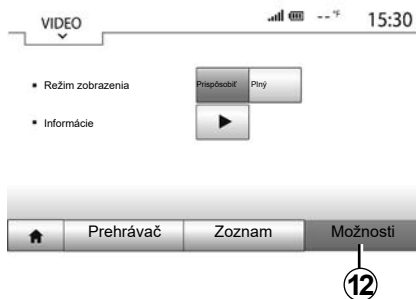 VIDEO
--°F 15:30
Režim zobrazenia Prispôsobiť Plný
Informácie
Prehrávač Zoznam Možnosti
12